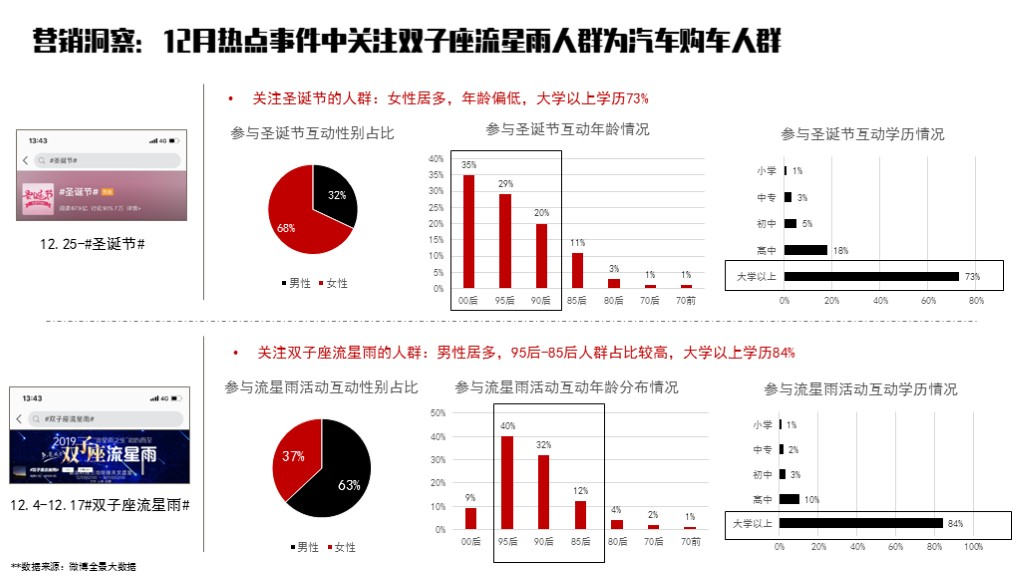 营销洞察：12月热点事件中关注双子座流星雨人群为汽车购车人群
• 关注圣诞节的人群：女性居多，年龄偏低，大学以上学历73%
参与圣诞节互动性别占比
参与圣诞节互动年龄情况
参与圣诞节互动学历情况
13:43
4G
#圣诞节#
#圣诞节#
12.25-#圣诞节#
32%
68%
男性 女性
40%
35%
30%
25%
20%
15%
10%
5%
0%
35%
29%
20%
11%
3%
1%
1%
00后 95后 90后 85后 80后 70后 70前
小学 1%
中专 3%
初中 5%
高中 18%
大学以上 73%
0% 20% 40% 60% 80%
• 关注双子座流星雨的人群：男性居多，95后-85后人群占比较高，大学以上学历84%
参与流星雨活动互动性别占比
参与流星雨活动互动年龄分布情况
参与流星雨活动互动学历情况
13:43
4G
#双子座流星雨#
2019
双子座流星雨
12.4-12.17#双子座流星雨#
37%
63%
男性 女性
50%
40%
30%
20%
10%
0%
9%
40%
32%
12%
4%
2%
1%
00后 95后 90后 85后 80后 70后 70前
小学 1%
中专 2%
初中 3%
高中 10%
大学以上 84%
0% 20% 40% 60% 80% 100%
**数据来源：微博全景大数据